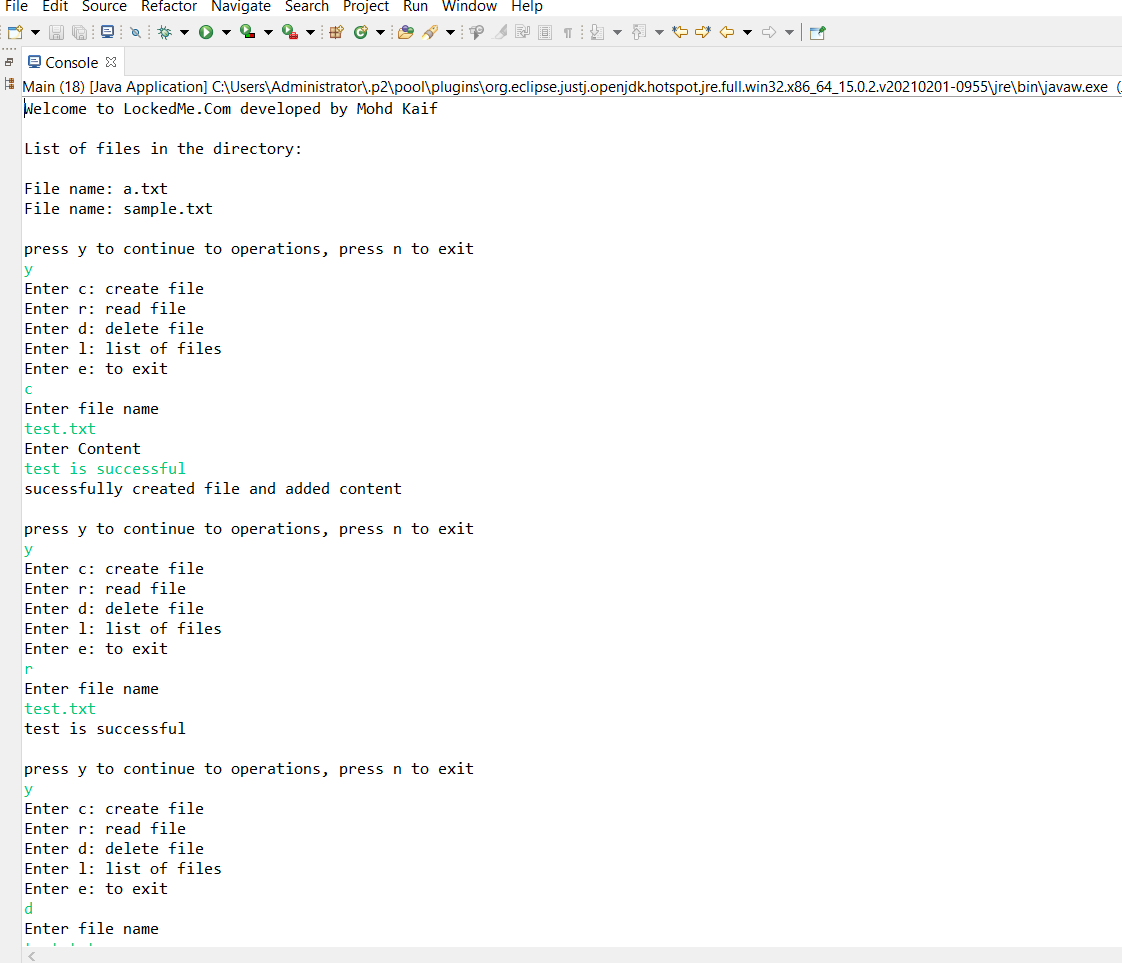 File Edit Source Refactor Navigate Search Project Run Window Help
Console
Main (18) [Java Application] C:\Users\Administrator\.p2\pool\plugins\org.eclipse.justj.openjdk.hotspot.jre.full.win32.x86_64_15.0.2.v20210201-0955\jre\bin\javaw.exe (
Welcome to LockedMe.Com developed by Mohd Kaif
List of files in the directory:
File name: a.txt
File name: sample.txt
press y to continue to operations, press n to exit
y
Enter c: create file
Enter r: read file
Enter d: delete file
Enter l: list of files
Enter e: to exit
c
Enter file name
test.txt
Enter Content
test is successful
sucessfully created file and added content
press y to continue to operations, press n to exit
y
Enter c: create file
Enter r: read file
Enter d: delete file
Enter l: list of files
Enter e: to exit
r
Enter file name
test.txt
test is successful
press y to continue to operations, press n to exit
y
Enter c: create file
Enter r: read file
Enter d: delete file
Enter l: list of files
Enter e: to exit
d
Enter file name